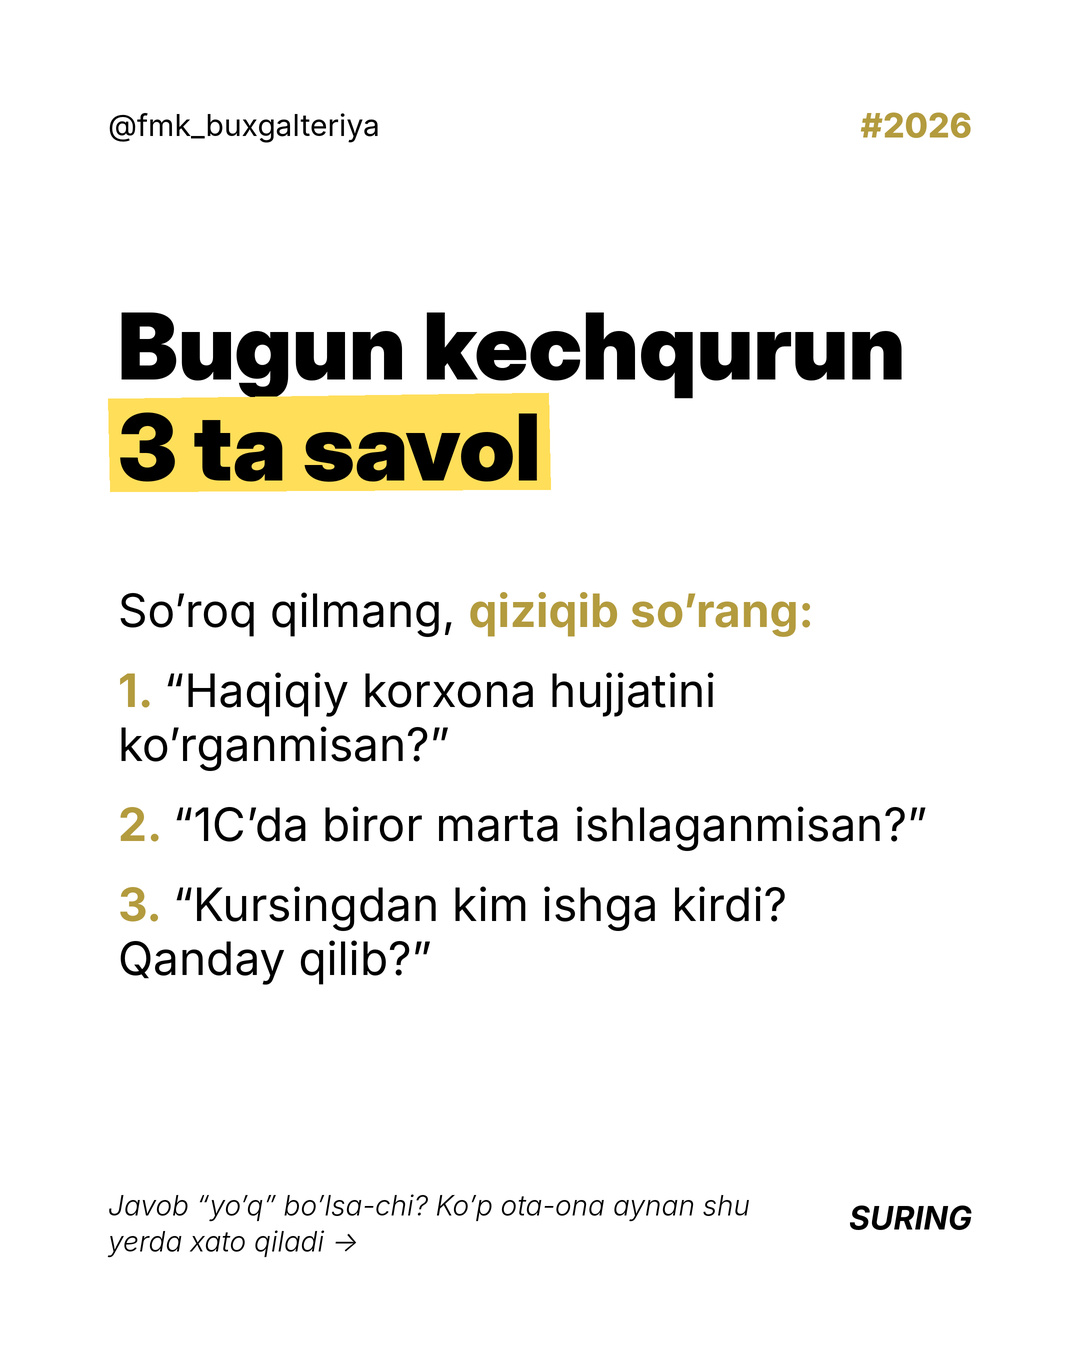 @fmk_buxgalteriya
#2026
Bugun kechqurun
3 ta savol
So’roq qilmang, qiziqib so’rang:
1. “Haqiqiy korxona hujjatini
ko’rganmisan?”
2. “1C’da biror marta ishlaganmisan?”
3. “Kursingdan kim ishga kirdi?
Qanday qilib?”
Javob “yo’q” bo’lsa-chi? Ko’p ota-ona aynan shu
yerda xato qiladi →
SURING